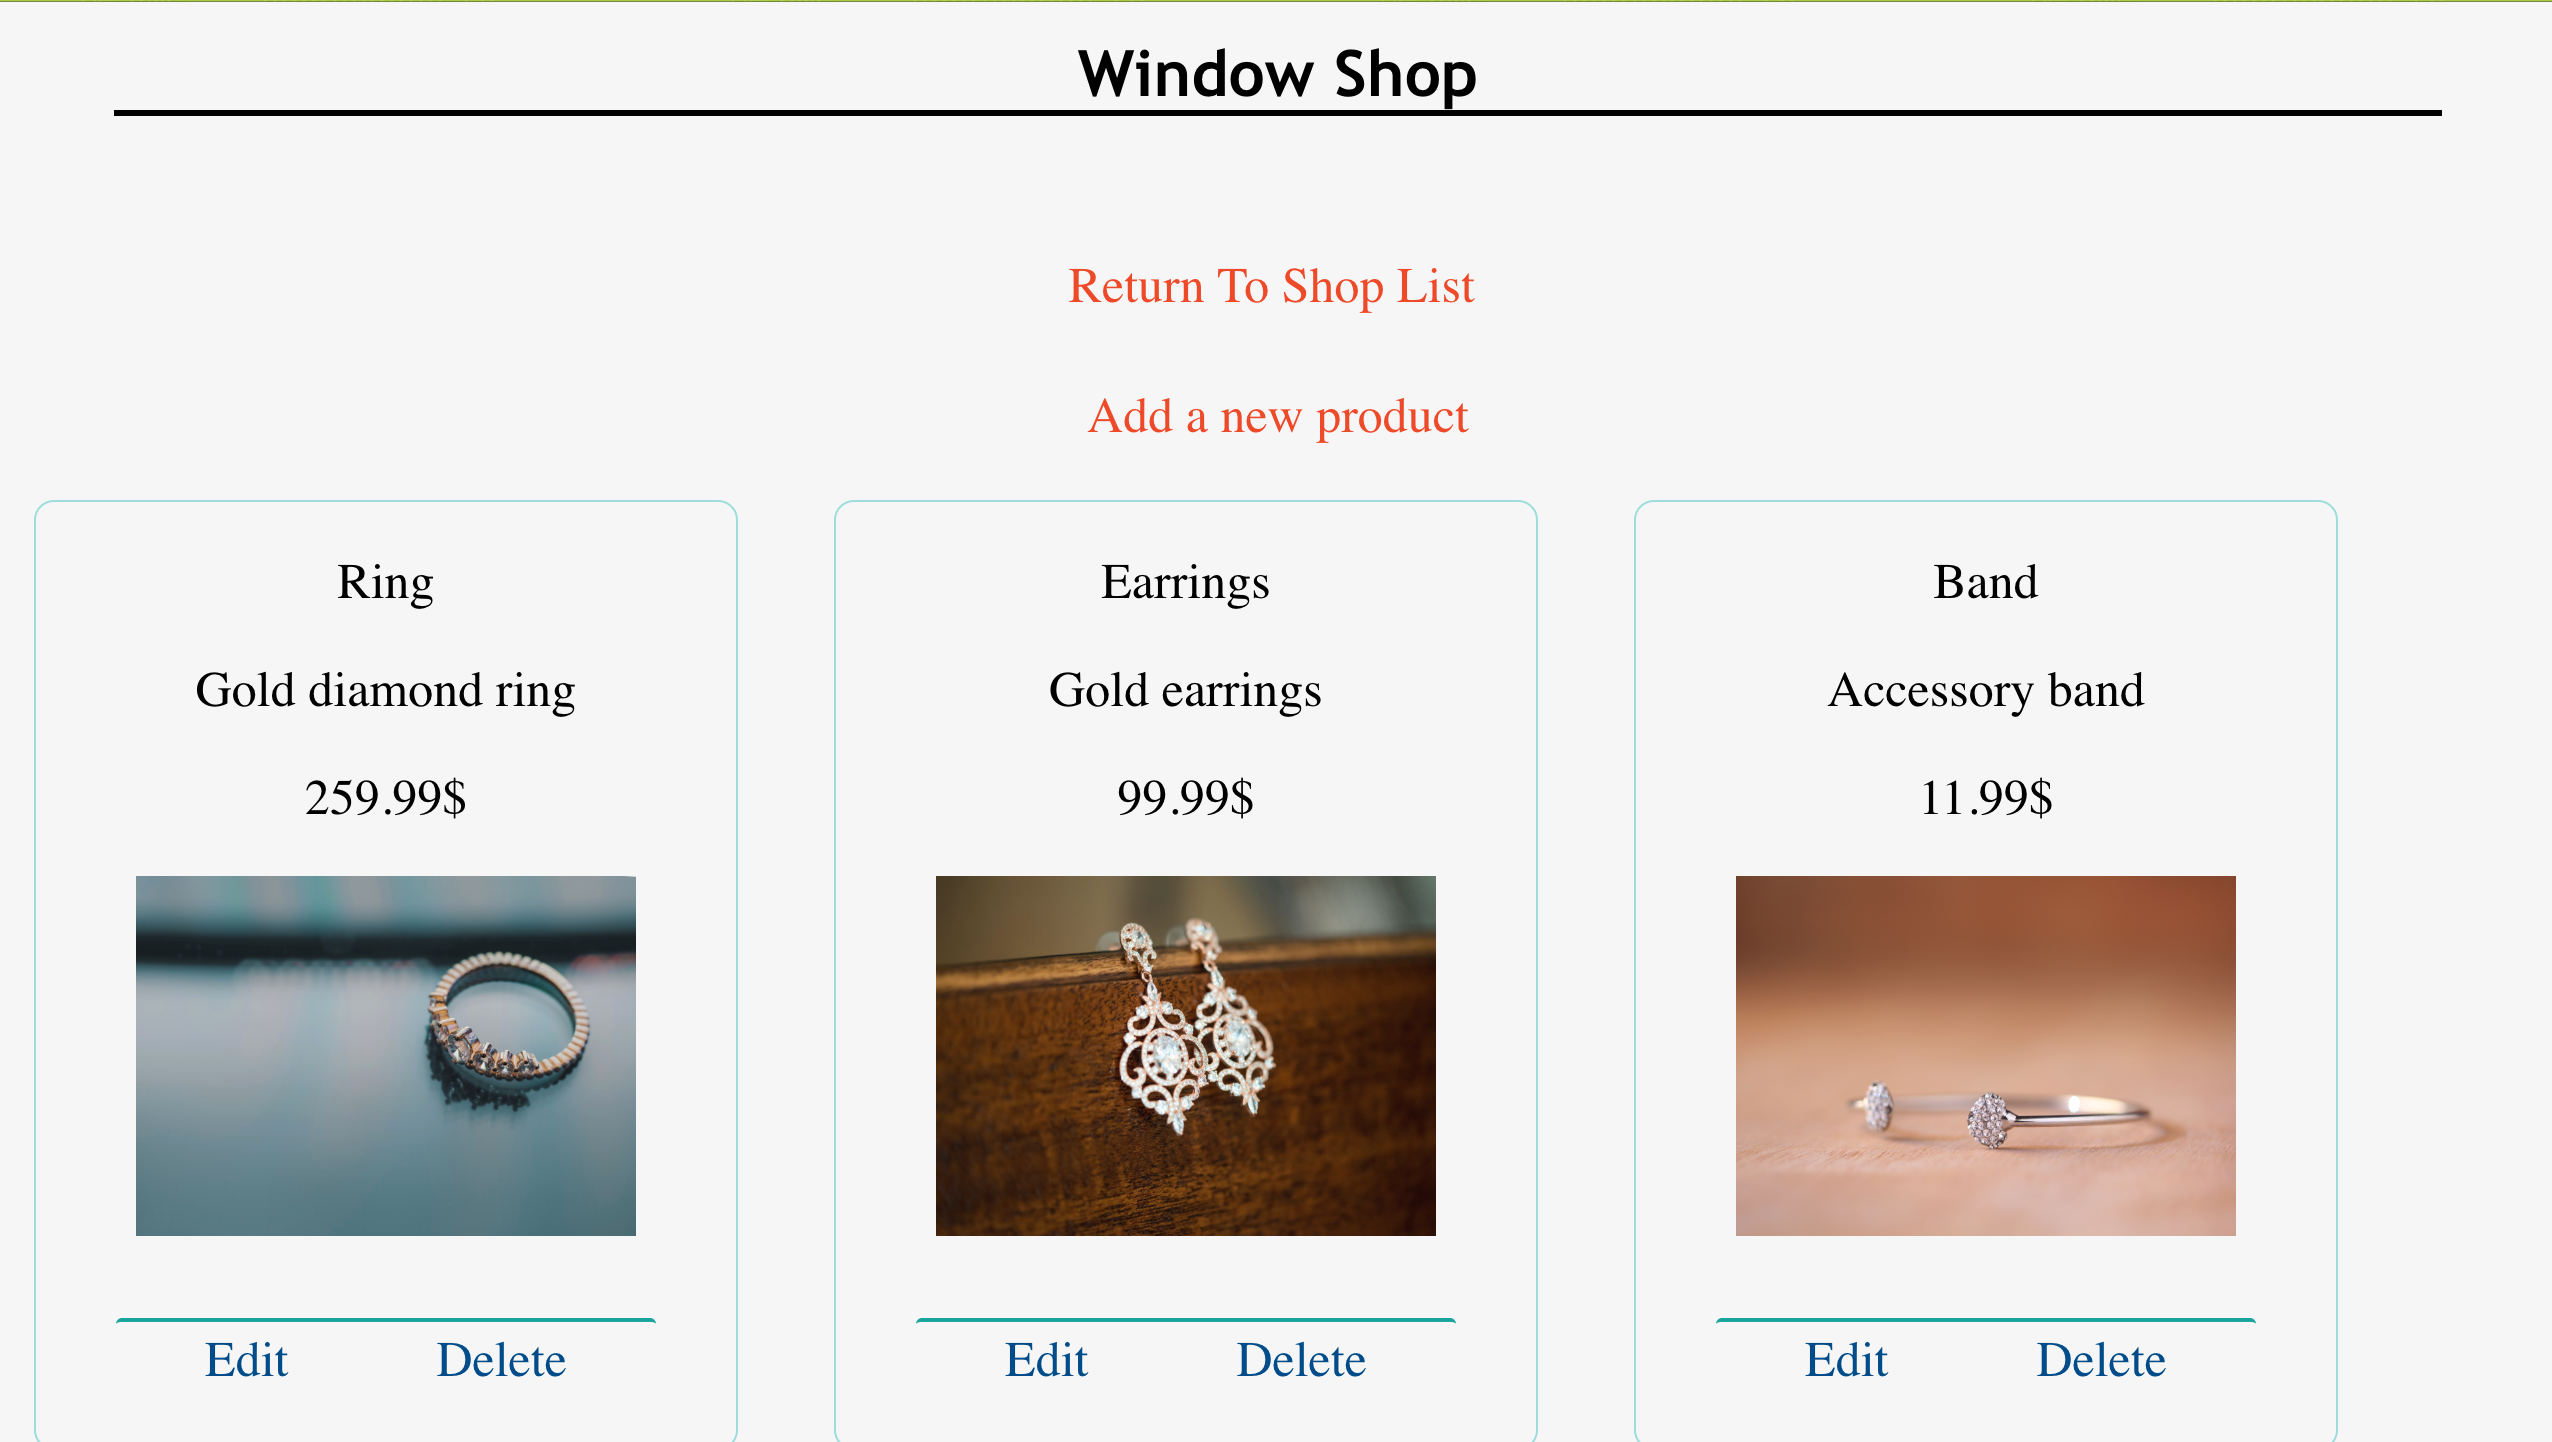 Window Shop
Return To Shop List
Add a new product
Ring
Gold diamond ring
259.99$
Edit Delete
Earrings
Gold earrings
99.99$
Edit Delete
Band
Accessory band
11.99$
Edit Delete